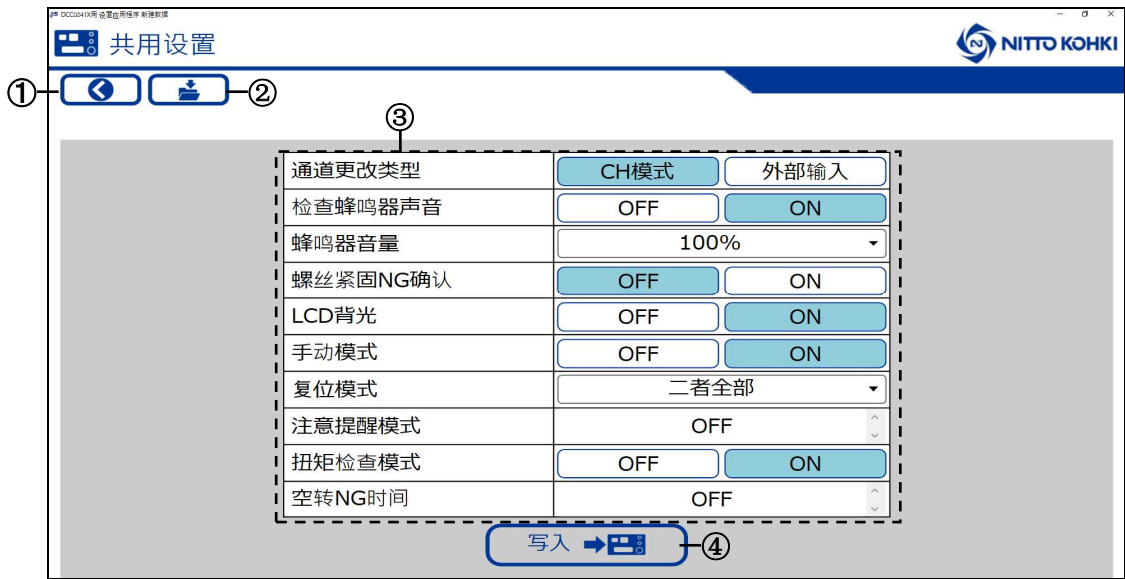 DCC0241X用 设置应用程序 新建数据
共用设置
NITTO KOHKI
①
②
③
通道更改类型 CH模式 外部输入
检查蜂鸣器声音 OFF ON
蜂鸣器音量 100%
螺丝紧固NG确认 OFF ON
LCD背光 OFF ON
手动模式 OFF ON
复位模式 二者全部
注意提醒模式 OFF
扭矩检查模式 OFF ON
空转NG时间 OFF
写入
④